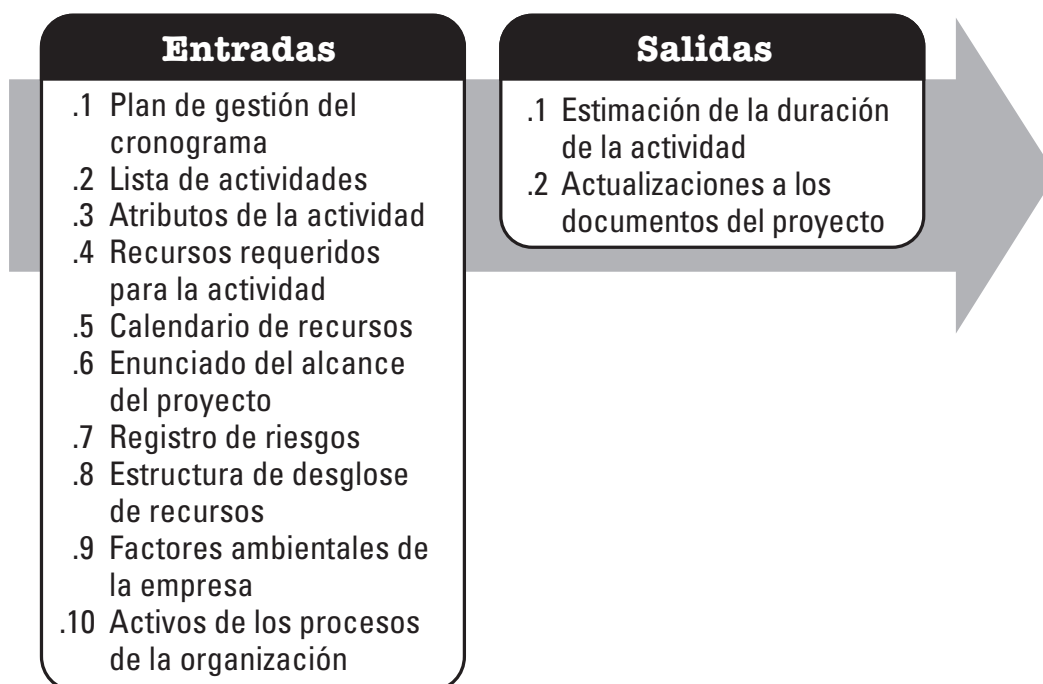 Entradas
.1 Plan de gestión del
cronograma
.2 Lista de actividades
.3 Atributos de la actividad
.4 Recursos requeridos
para la actividad
.5 Calendario de recursos
.6 Enunciado del alcance
del proyecto
.7 Registro de riesgos
.8 Estructura de desglose
de recursos
.9 Factores ambientales de
la empresa
.10 Activos de los procesos
de la organización
Salidas
.1 Estimación de la duración
de la actividad
.2 Actualizaciones a los
documentos del proyecto